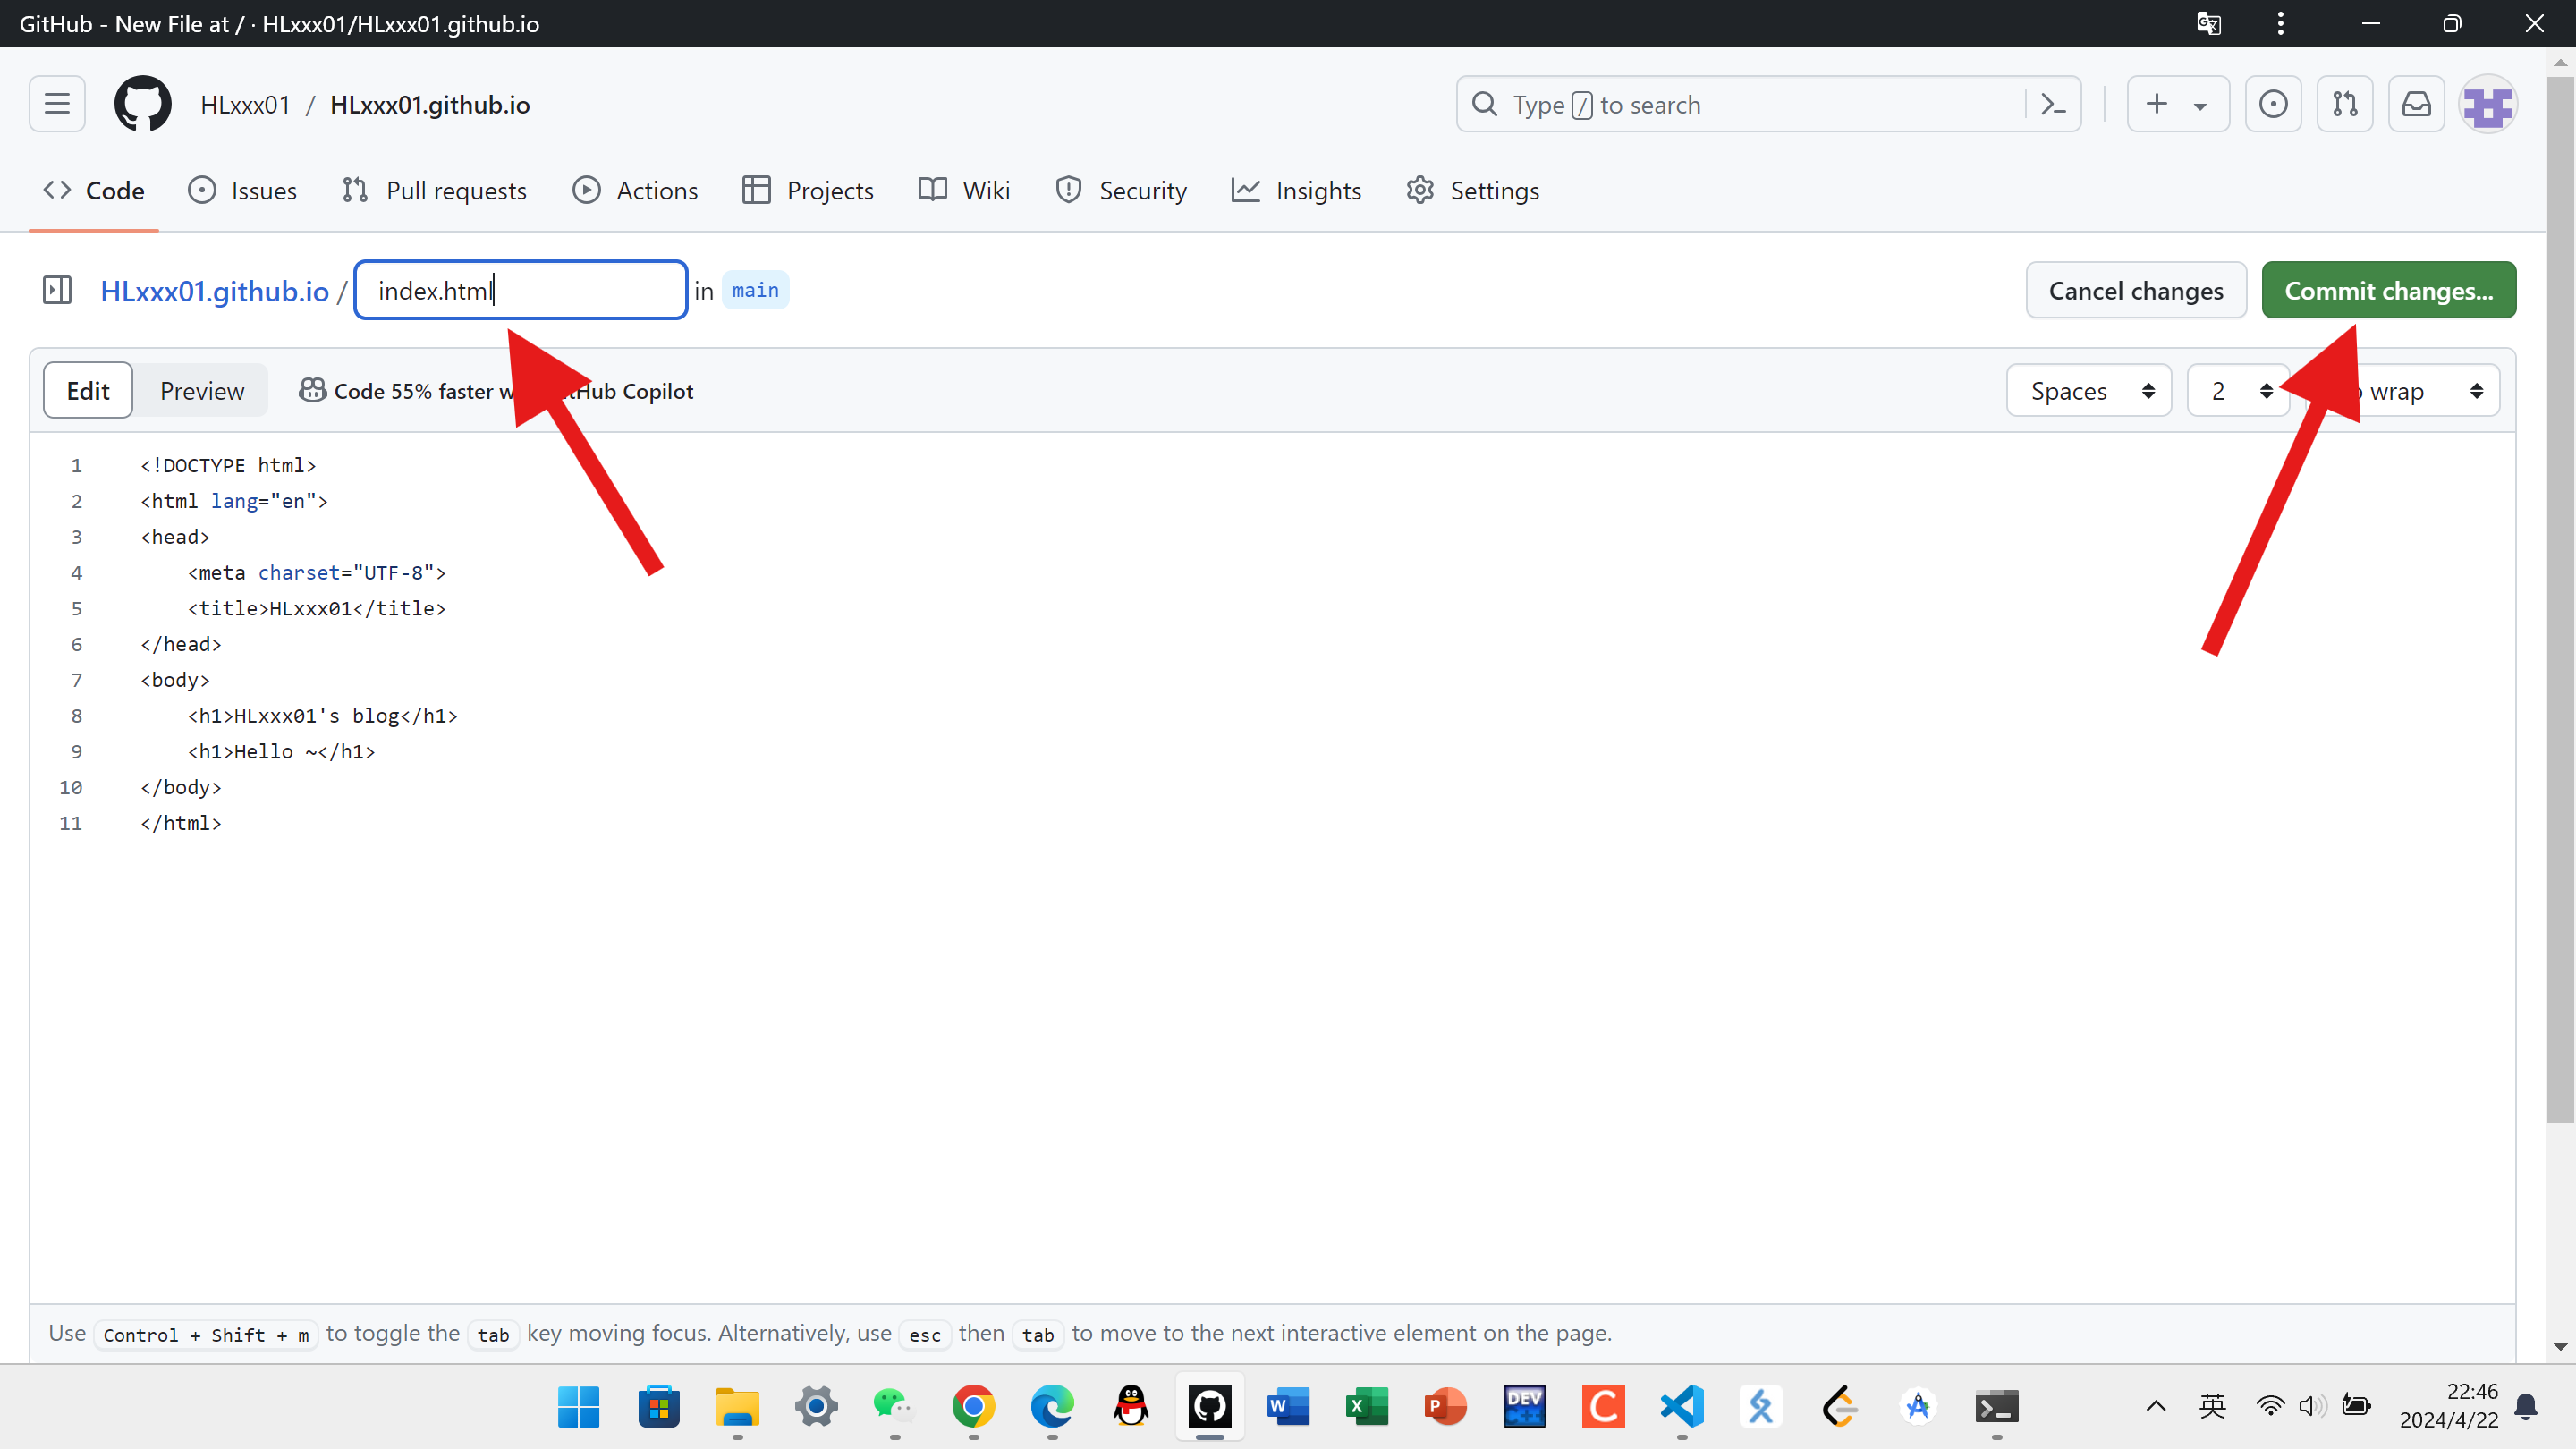 GitHub - New File at / · HLxxx01/HLxxx01.github.io
HLxxx01 / HLxxx01.github.io
Type / to search
Code Issues Pull requests Actions Projects Wiki Security Insights Settings
HLxxx01.github.io / index.html in main
Cancel changes Commit changes...
Edit Preview Code 55% faster GitHub Copilot
Spaces 2 wrap
1 <!DOCTYPE html>
2 <html lang="en">
3 <head>
4 <meta charset="UTF-8">
5 <title>HLxxx01</title>
6 </head>
7 <body>
8 <h1>HLxxx01's blog</h1>
9 <h1>Hello ~</h1>
10 </body>
11 </html>
Use Control + Shift + m to toggle the tab key moving focus. Alternatively, use esc then tab to move to the next interactive element on the page.
W X P DEV C++ C 英
22:46
2024/4/22